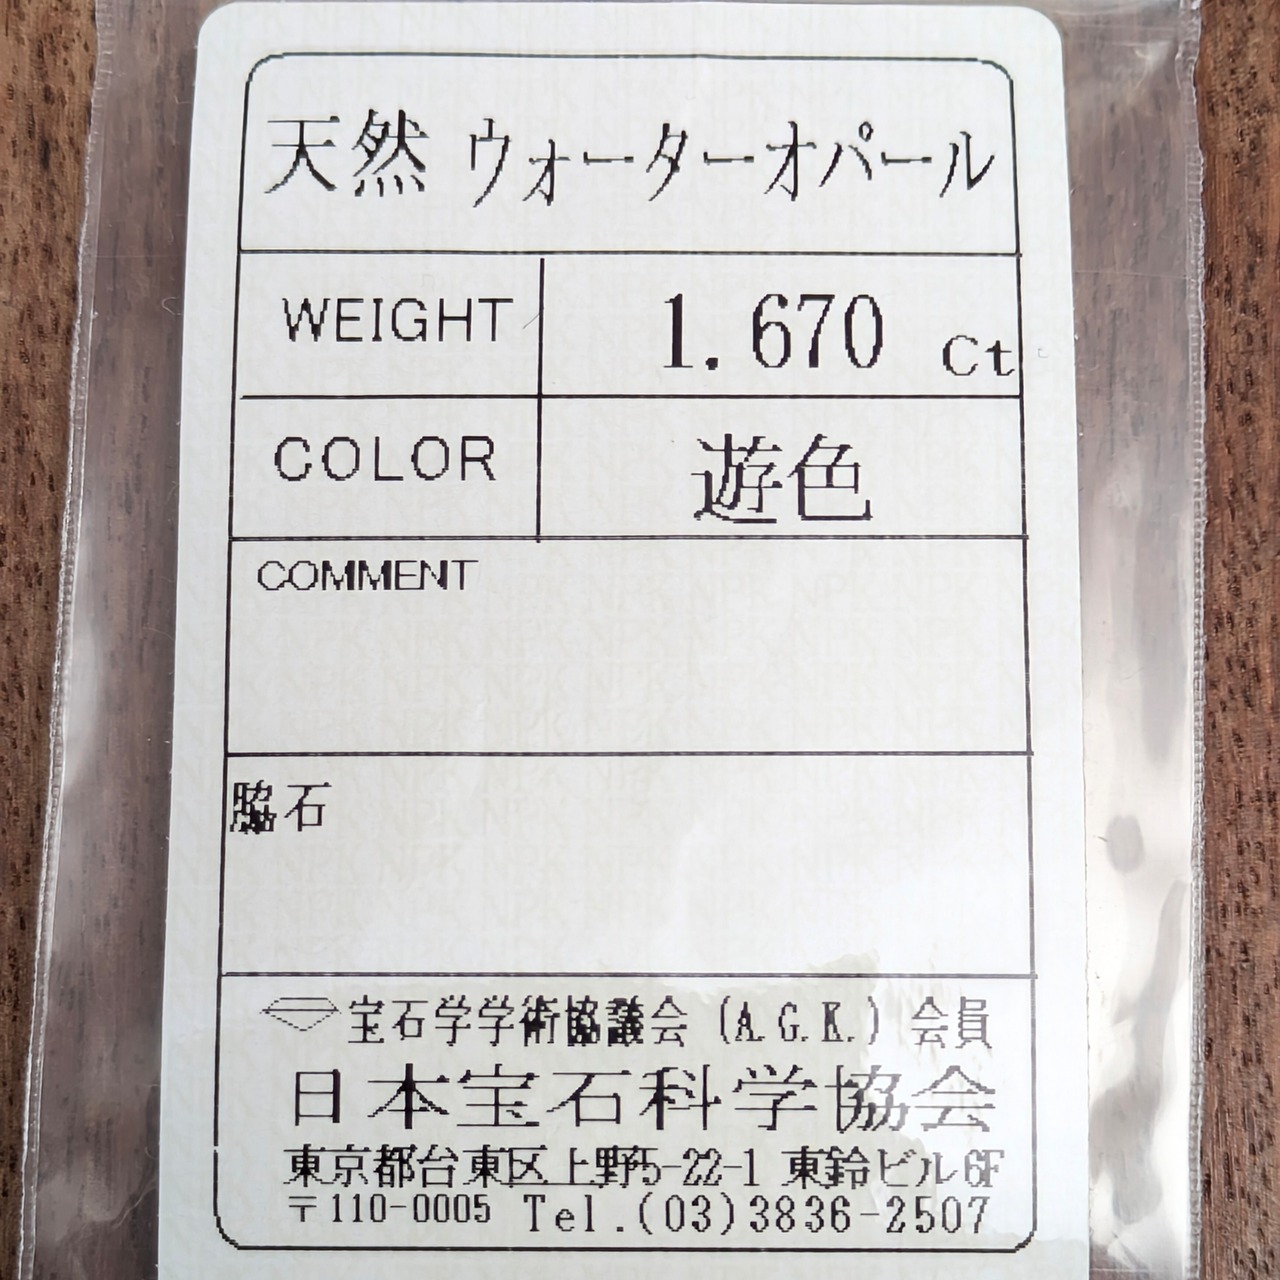 天然 ウォーターオパール
WEIGHT 1.670 Ct
COLOR 遊色
COMMENT
脇石
宝石学学術協議会 (A.G.K.) 会員
日本宝石科学協会
東京都台東区上野5-22-1 東鈴ビル6F
〒110-0005 Tel.(03)3836-2507